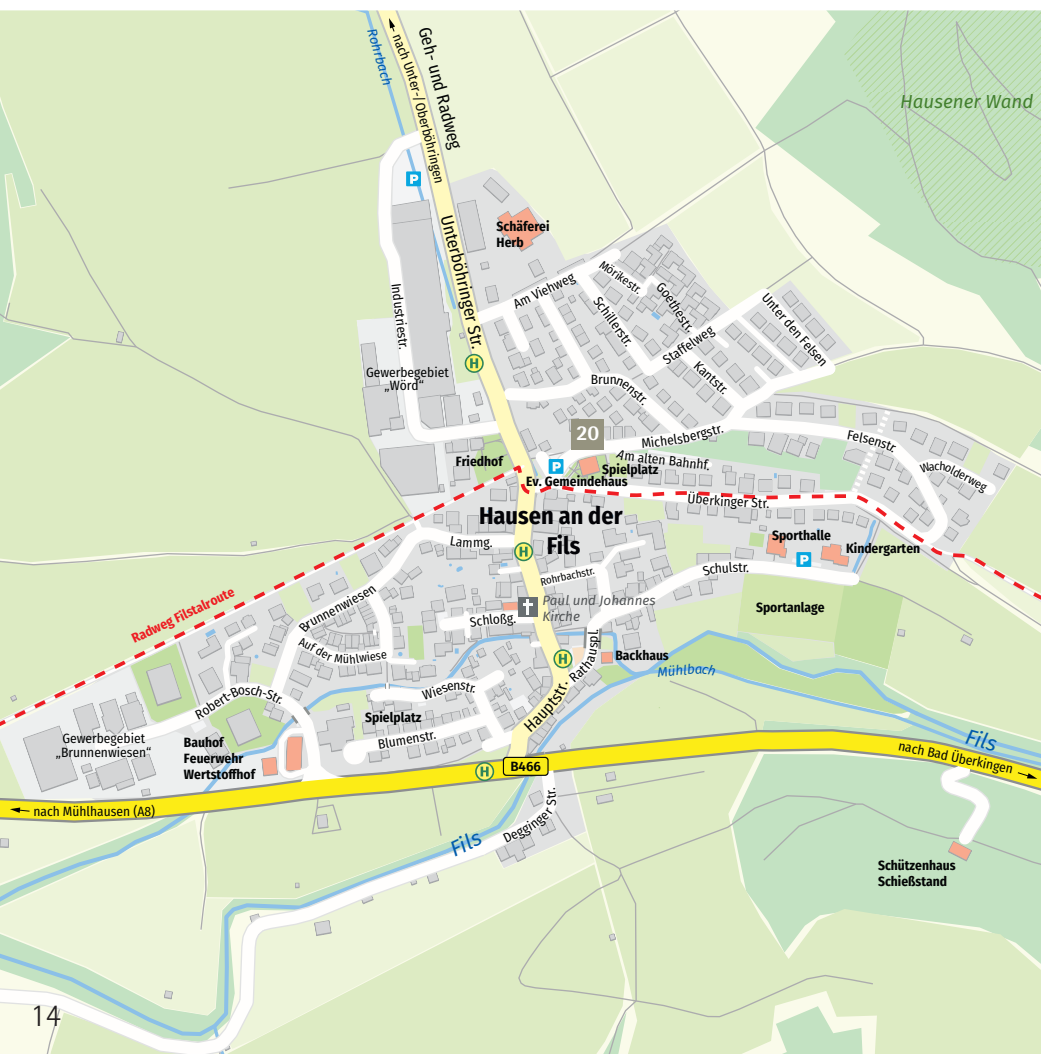 Rohrbach
nach Unter-/Oberböhringen
Geh- und Radweg
Hausener Wand
P
Unterböhringer Str.
Schäferei
Herb
Industriestr.
Am Viehweg
Mörikestr.
Goethestr.
Schillerstr.
Staffelweg
Unter den Felsen
Kantstr.
H
Gewerbegebiet
„Wörd“
Brunnenstr.
20
Michelsbergstr.
Felsenstr.
Wacholderweg
Friedhof
P
Am alten Bahnhf.
Spielplatz
Ev. Gemeindehaus
Überkinger Str.
Hausen an der
Fils
Lammg.
H
Sporthalle
Kindergarten
P
Schulstr.
Rohrbachstr.
Radweg Filstalroute
Brunnenwiesen
Schloßg.
Paul und Johannes
Kirche
Sportanlage
Auf der Mühlwiese
Rathauspl.
H
Backhaus
Mühlbach
Robert-Bosch-Str.
Wiesenstr.
Hauptstr.
Spielplatz
Blumenstr.
Gewerbegebiet
„Brunnenwiesen“
Bauhof
Feuerwehr
Wertstoffhof
H
B466
Fils
nach Bad Überkingen
nach Mühlhausen (A8)
Degginger Str.
Fils
Schützenhaus
Schießstand
14